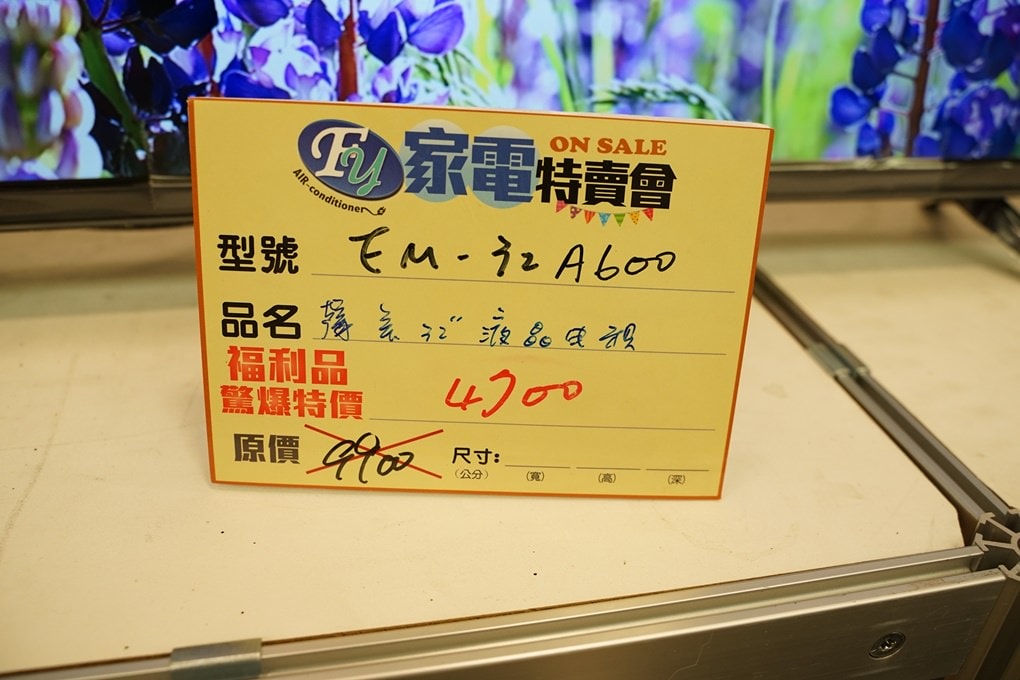 Fy
AIR-conditioner
家電特賣會
ON SALE
型號 EM-32A600
品名 聲寶32"液晶电視
福利品
驚爆特價 4900
原價 9900
尺寸:
(公分) (寬) (高) (深)